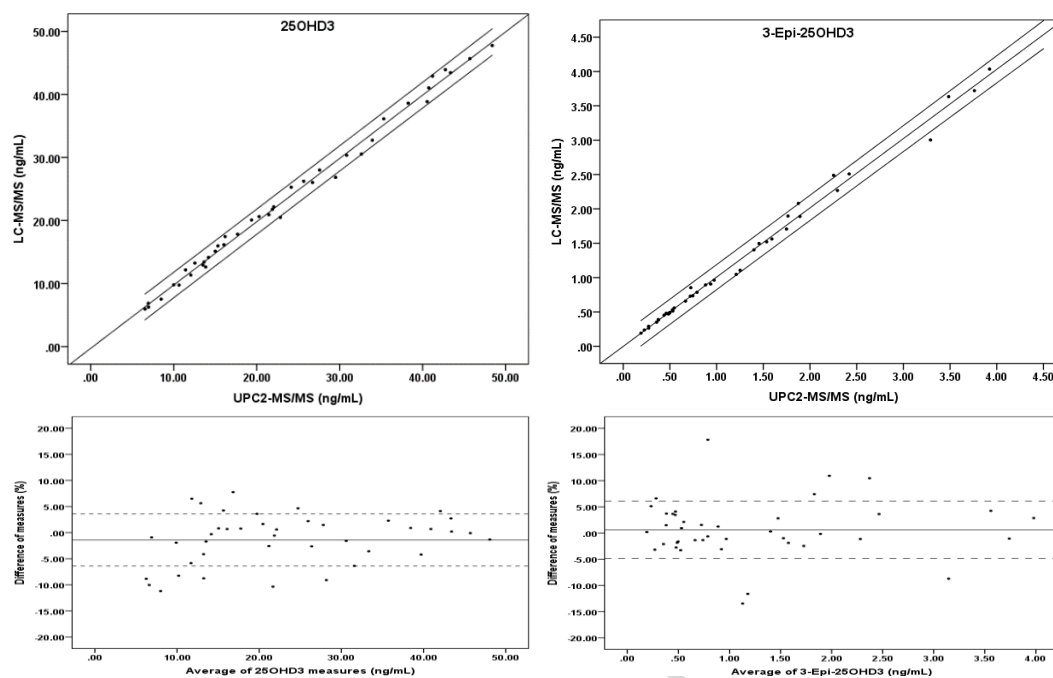 25OHD3
50.00
40.00
30.00
20.00
10.00
.00
LC-MS/MS (ng/mL)
.00 10.00 20.00 30.00 40.00 50.00
UPC2-MS/MS (ng/mL)
3-Epi-25OHD3
4.50
4.00
3.50
3.00
2.50
2.00
1.50
1.00
.50
.00
LC-MS/MS (ng/mL)
.00 .50 1.00 1.50 2.00 2.50 3.00 3.50 4.00 4.50
UPC2-MS/MS (ng/mL)
20.00
15.00
10.00
5.00
.00
-5.00
-10.00
-15.00
-20.00
Difference of measures (%)
.00 10.00 20.00 30.00 40.00 50.00
Average of 25OHD3 measures (ng/mL)
20.00
15.00
10.00
5.00
.00
-5.00
-10.00
-15.00
-20.00
Difference of measures (%)
.00 .50 1.00 1.50 2.00 2.50 3.00 3.50 4.00
Average of 3-Epi-25OHD3 (ng/mL)